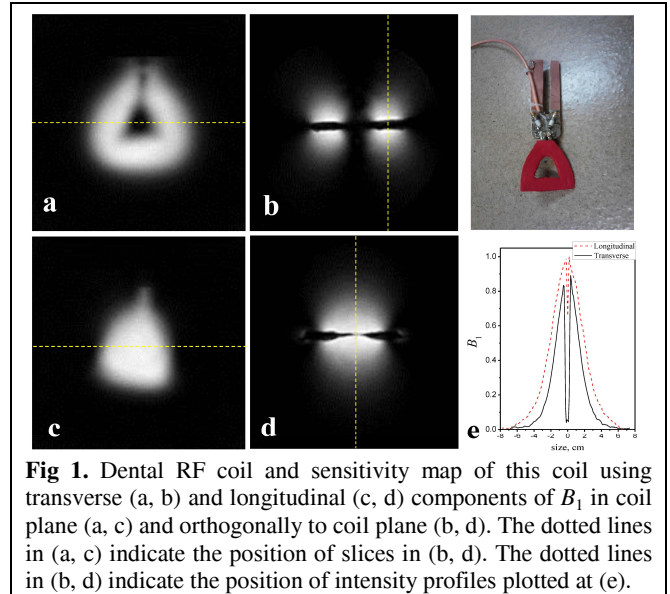 a
b
c
d
e
Longitudinal
Transverse
B1
1.0
0.8
0.6
0.4
0.2
0.0
-8 -6 -4 -2 0 2 4 6 8
size, cm
Fig 1. Dental RF coil and sensitivity map of this coil using
transverse (a, b) and longitudinal (c, d) components of B1 in coil
plane (a, c) and orthogonally to coil plane (b, d). The dotted lines
in (a, c) indicate the position of slices in (b, d). The dotted lines
in (b, d) indicate the position of intensity profiles plotted at (e).